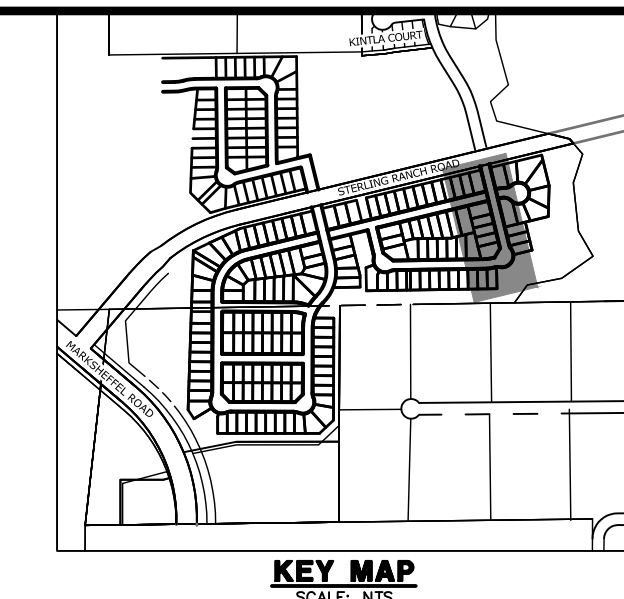 KINTLA COURT
STERLING RANCH ROAD
MARKSHEFFEL ROAD
KEY MAP
SCALE: NTS